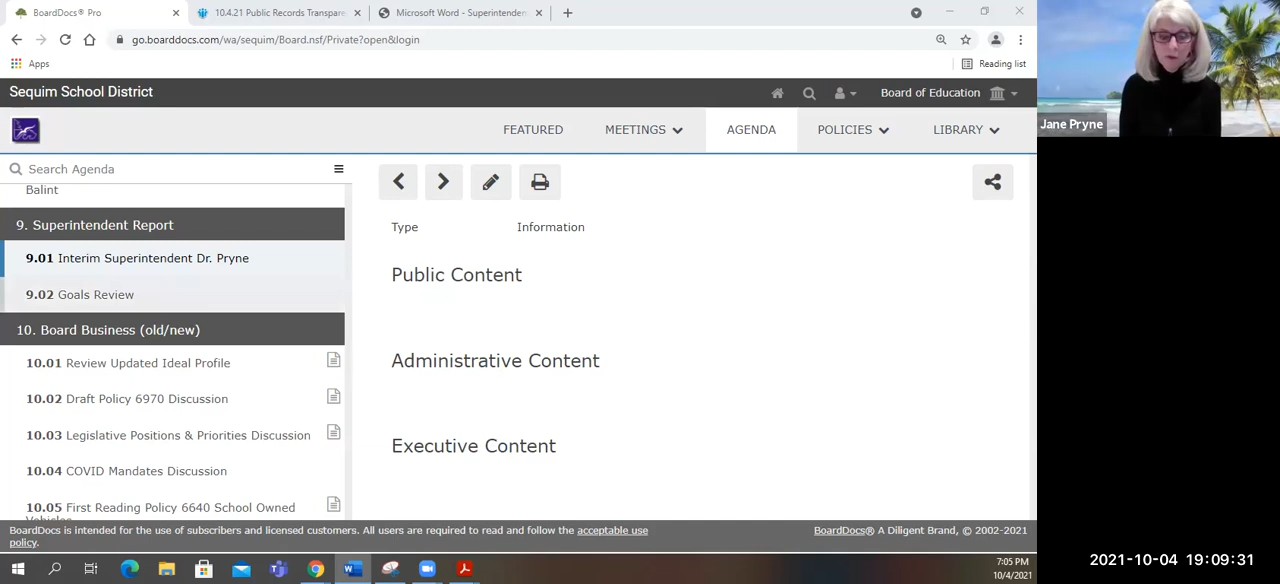 BoardDocs® Pro
10.4.21 Public Records Transpare
Microsoft Word - Superintenden
go.boarddocs.com/wa/sequim/Board.nsf/Private?open&login
Apps
Reading list
Jane Pryne
Sequim School District
Board of Education
FEATURED
MEETINGS
AGENDA
POLICIES
LIBRARY
Search Agenda
Balint
9. Superintendent Report
9.01 Interim Superintendent Dr. Pryne
9.02 Goals Review
10. Board Business (old/new)
10.01 Review Updated Ideal Profile
10.02 Draft Policy 6970 Discussion
10.03 Legislative Positions & Priorities Discussion
10.04 COVID Mandates Discussion
10.05 First Reading Policy 6640 School Owned
Vehicles
Type
Information
Public Content
Administrative Content
Executive Content
BoardDocs is intended for the use of subscribers and licensed customers. All users are required to read and follow the acceptable use
policy.
BoardDocs® A Diligent Brand, © 2002-2021
7:05 PM
10/4/2021
2021-10-04 19:09:31